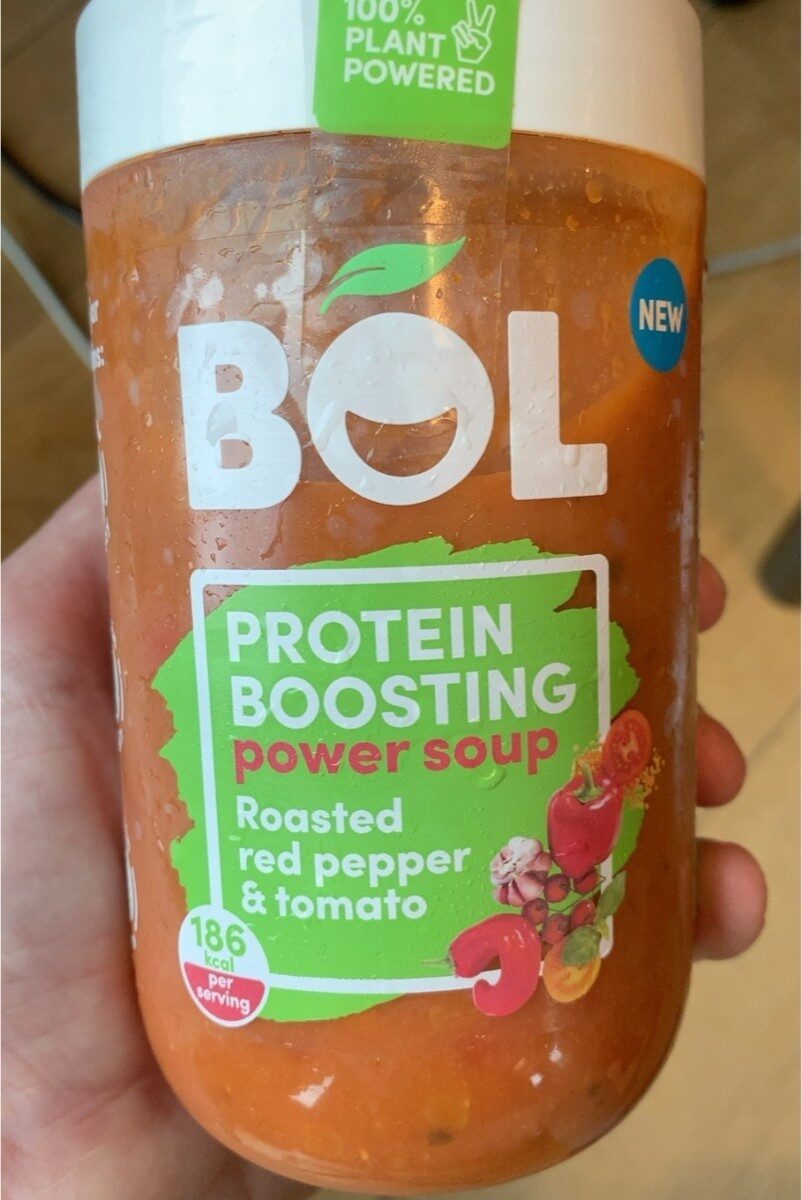 100%
PLANT
POWERED
BOL
NEW
PROTEIN
BOOSTING
power soup
Roasted
red pepper
& tomato
186
kcal
per
serving